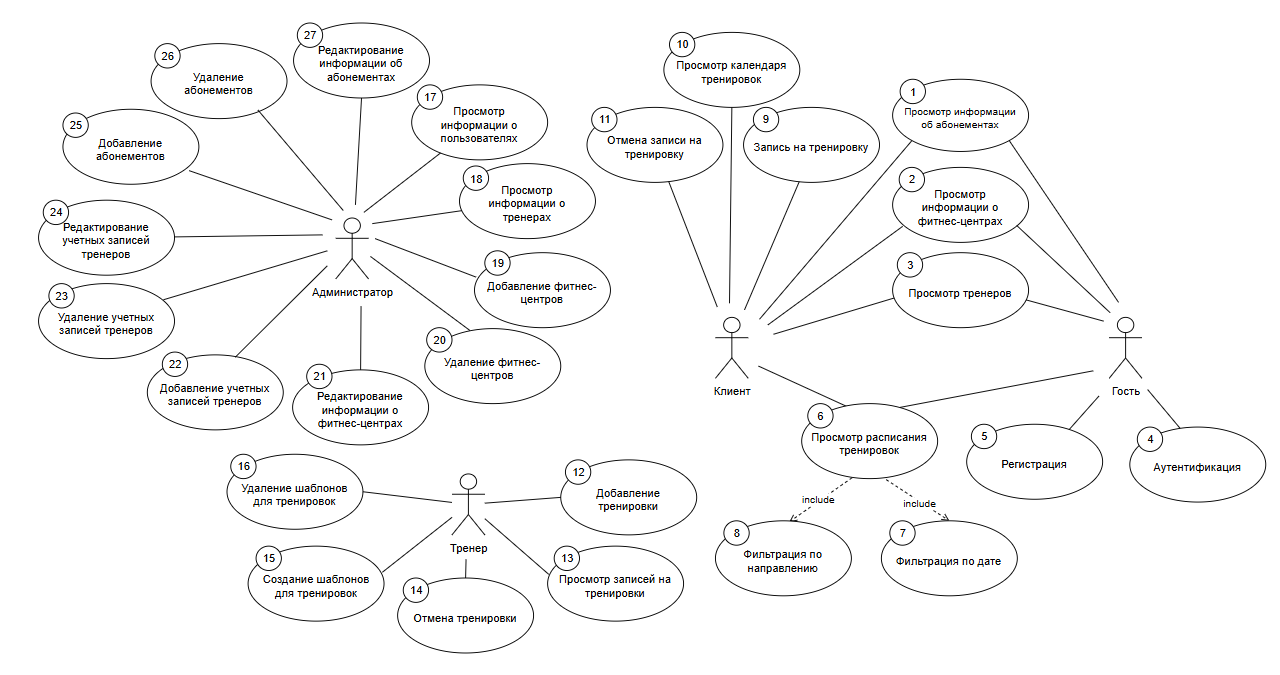 27
Редактирование
информации об
абонементах
26
Удаление
абонементов
25
Добавление
абонементов
17
Просмотр
информации о
пользователях
18
Просмотр
информации о
тренерах
24
Редактирование
учетных записей
тренеров
Администратор
19
Добавление фитнес-
центров
23
Удаление учетных
записей тренеров
20
Удаление фитнес-
центров
22
Добавление учетных
записей тренеров
21
Редактирование
информации о
фитнес-центрах
10
Просмотр календаря
тренировок
11
Отмена записи на
тренировку
9
Запись на тренировку
1
Просмотр информации
об абонементах
2
Просмотр
информации о
фитнес-центрах
3
Просмотр тренеров
Клиент
Гость
6
Просмотр расписания
тренировок
5
Регистрация
4
Аутентификация
include
include
8
Фильтрация по
направлению
7
Фильтрация по дате
16
Удаление шаблонов
для тренировок
12
Добавление
тренировки
Тренер
15
Создание шаблонов
для тренировок
13
Просмотр записей на
тренировки
14
Отмена тренировки